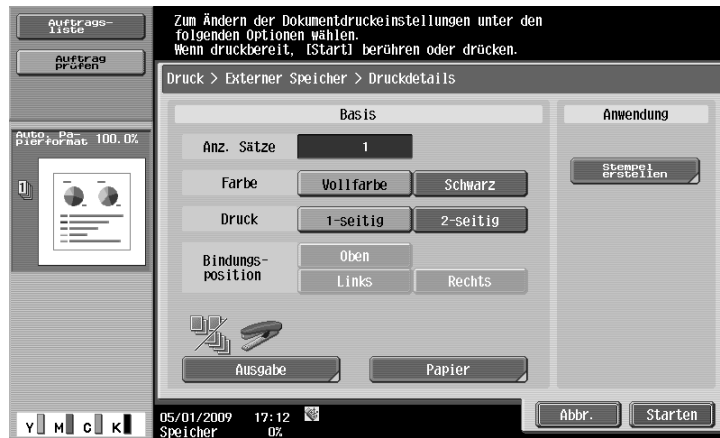 Auftrags-
liste
Auftrag
prüfen
Zum Ändern der Dokumentdruckeinstellungen unter den
folgenden Optionen wählen.
Wenn druckbereit, [Start] berühren oder drücken.
Druck > Externer Speicher > Druckdetails
Basis
Anwendung
Auto. Pa-
pierformat 100.0%
Anz. Sätze 1
Stempel
erstellen
1
Farbe Vollfarbe Schwarz
Druck 1-seitig 2-seitig
Bindungs-
position
Oben
Links Rechts
Ausgabe Papier
Abbr. Starten
Y M C K
05/01/2009 17:12
Speicher 0%